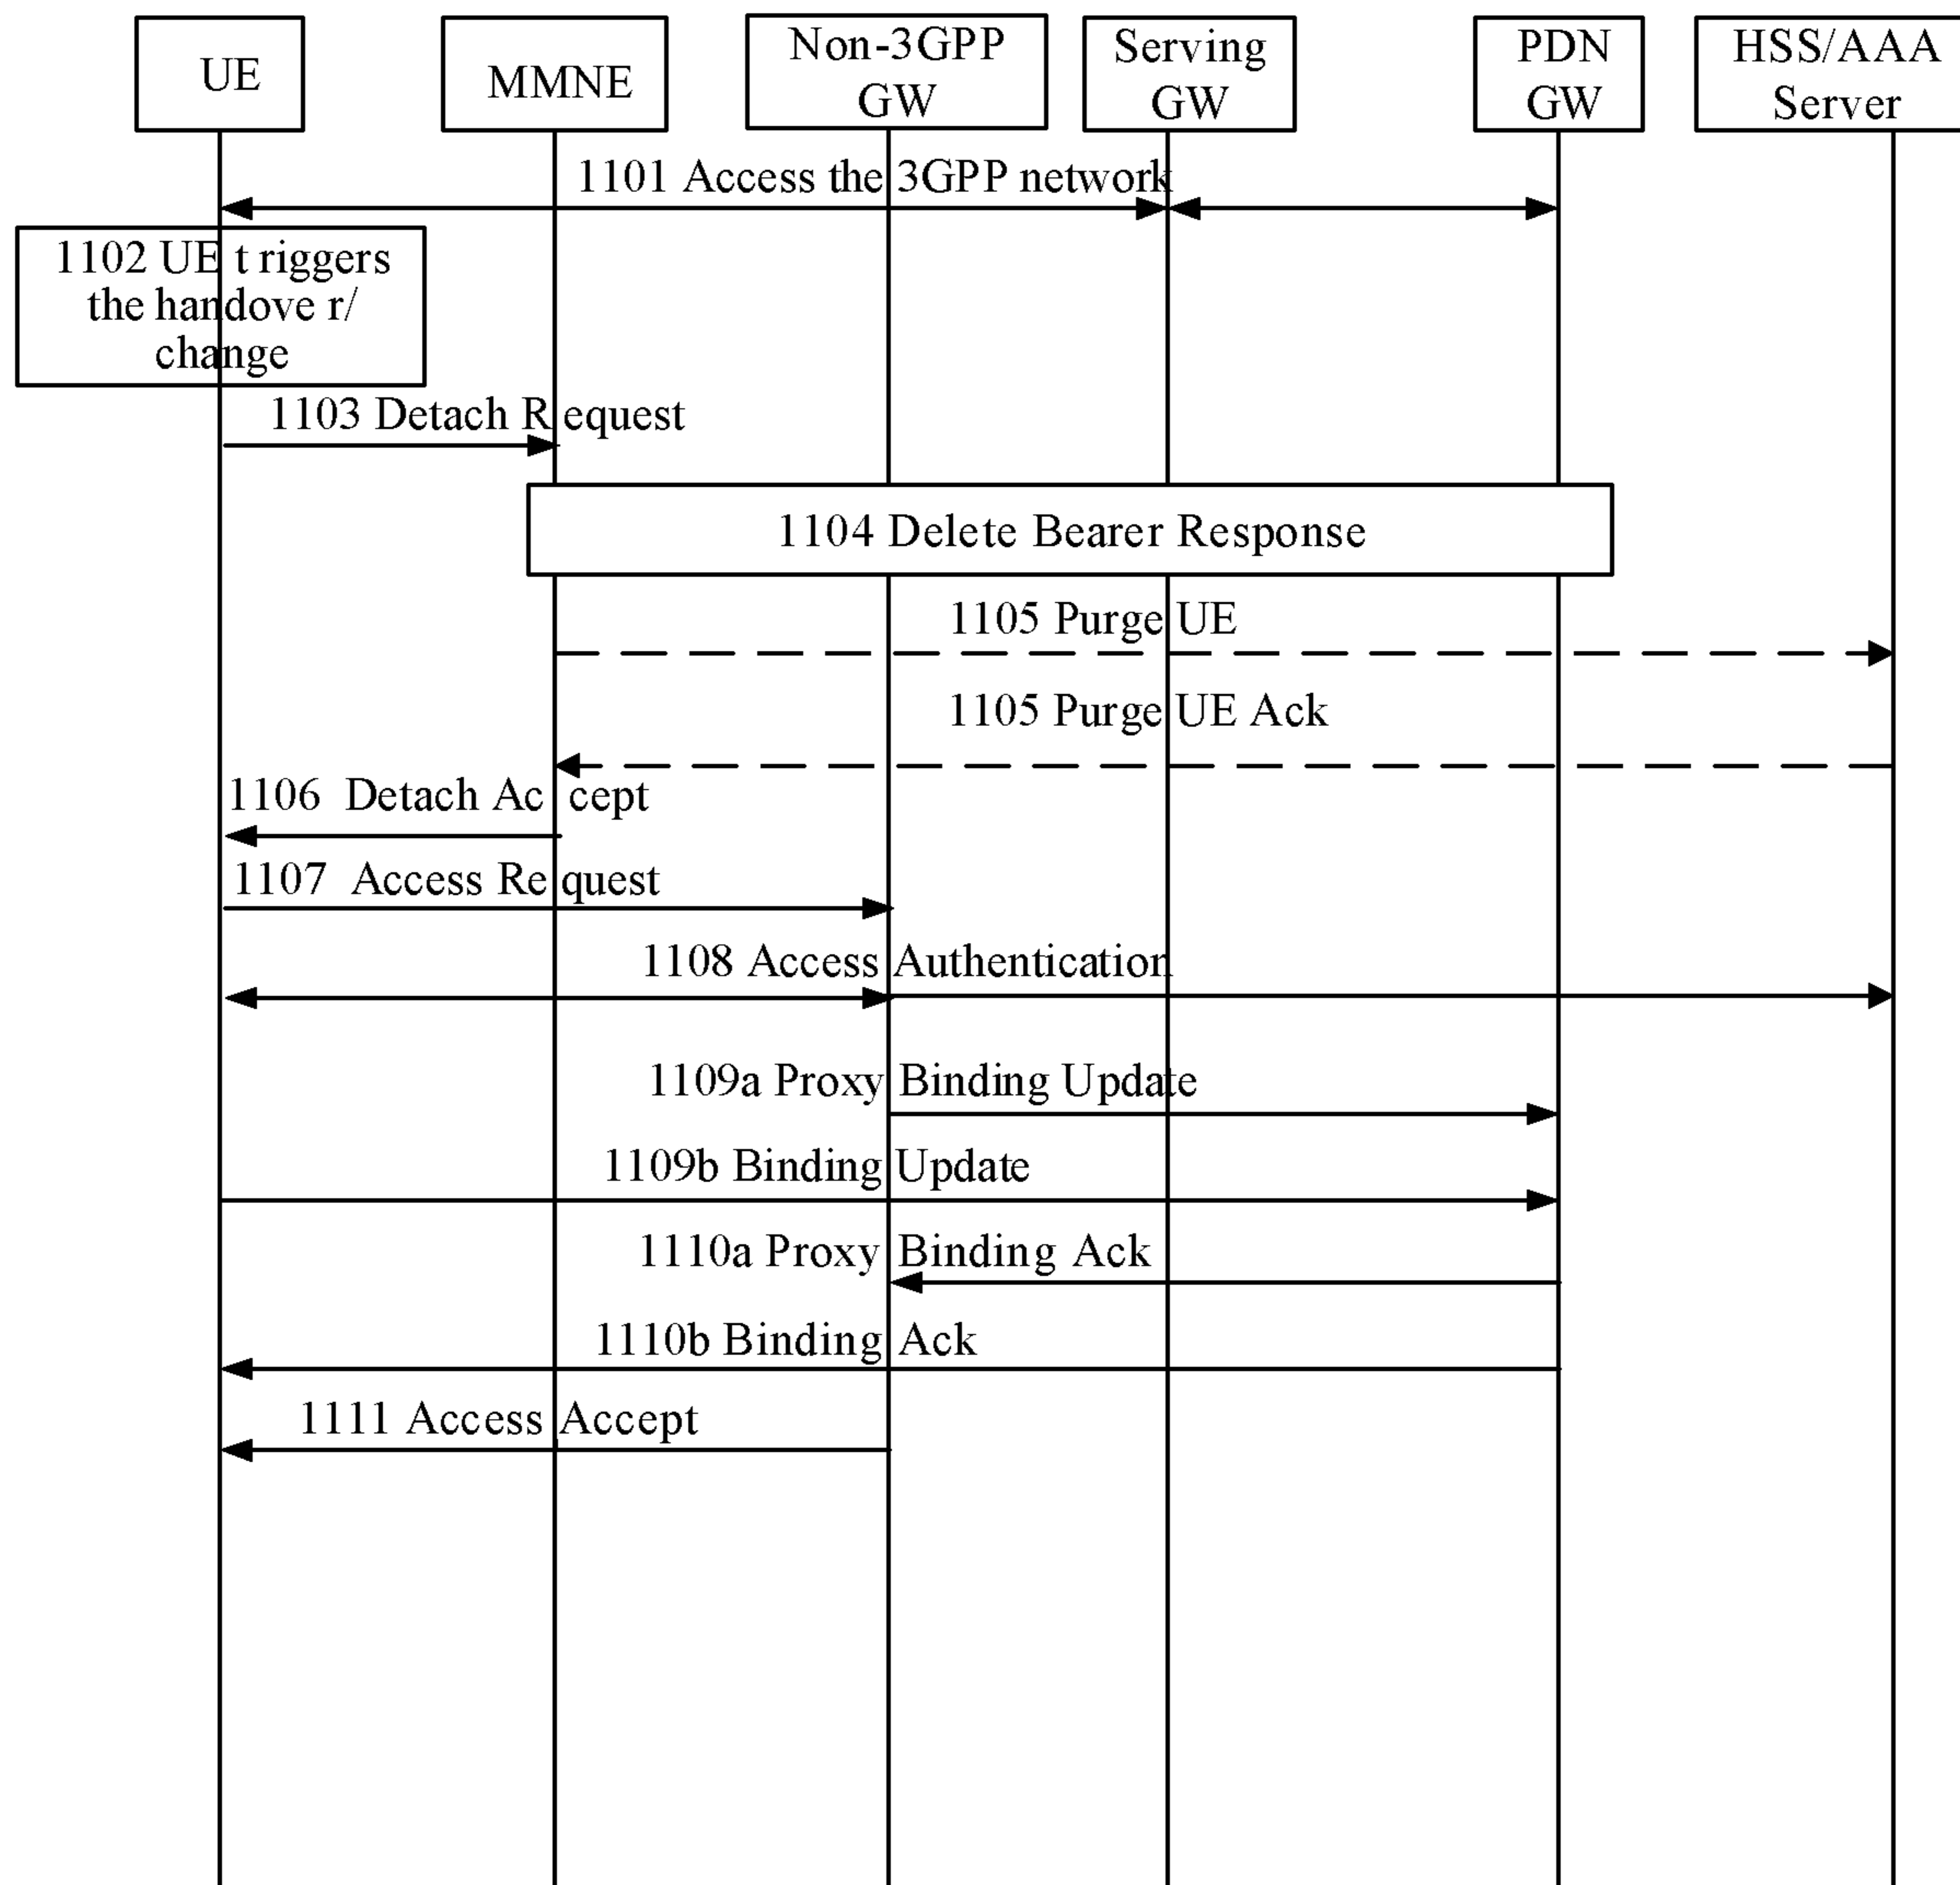 UE
MMNE
Non-3GPP
GW
Serving
GW
PDN
GW
HSS/AAA
Server
1101 Access the 3GPP network
1102 UE t riggers
the handove r/
change
1103 Detach R equest
1104 Delete Bearer Response
1105 Purge UE
1105 Purge UE Ack
1106 Detach Ac cept
1107 Access Re quest
1108 Access Authentication
1109a Proxy Binding Update
1109b Binding Update
1110a Proxy Binding Ack
1110b Binding Ack
1111 Access Accept